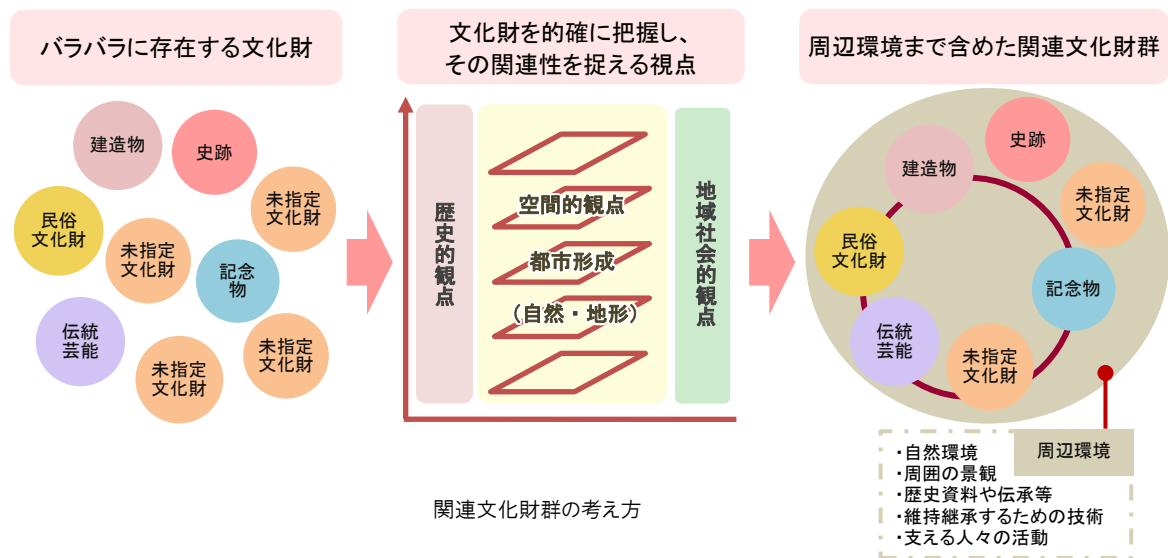 バラバラに存在する文化財
文化財を的確に把握し、
その関連性を捉える視点
周辺環境まで含めた関連文化財群
建造物
史跡
未指定
文化財
民俗
文化財
未指定
文化財
記念
物
伝統
芸能
未指定
文化財
未指定
文化財
歴史的観点
空間的観点
都市形成
(自然・地形)
地域社会的観点
史跡
建造物
未指定
文化財
民俗
文化財
記念物
伝統
芸能
未指定
文化財
周辺環境
・自然環境
・周囲の景観
・歴史資料や伝承等
・維持継承するための技術
・支える人々の活動
関連文化財群の考え方